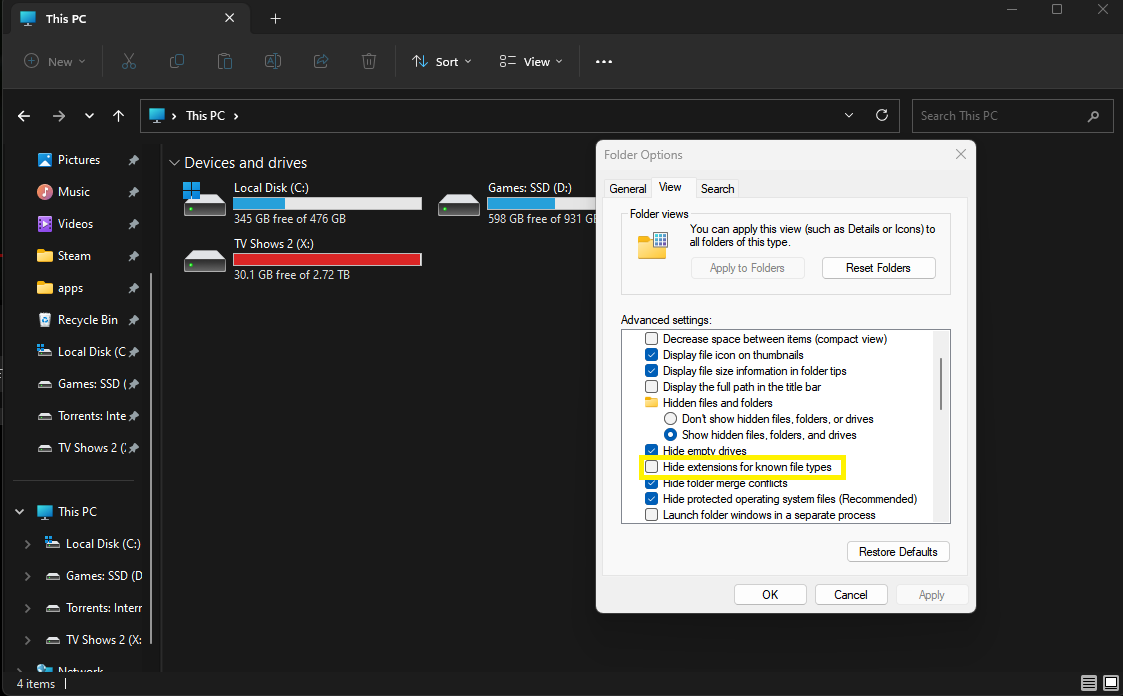 This PC
New
Sort
View
This PC
Search This PC
Pictures
Music
Videos
Steam
apps
Recycle Bin
Local Disk (C
Games: SSD (
Torrents: Inte
TV Shows 2 (
This PC
Local Disk (C:)
Games: SSD (D
Torrents: Interr
TV Shows 2 (X:
Network
4 items
Devices and drives
Local Disk (C:)
345 GB free of 476 GB
Games: SSD (D:)
598 GB free of 931 GB
TV Shows 2 (X:)
30.1 GB free of 2.72 TB
Folder Options
General
View
Search
Folder views
You can apply this view (such as Details or Icons) to
all folders of this type.
Apply to Folders
Reset Folders
Advanced settings:
Decrease space between items (compact view)
Display file icon on thumbnails
Display file size information in folder tips
Display the full path in the title bar
Hidden files and folders
Don't show hidden files, folders, or drives
Show hidden files, folders, and drives
Hide empty drives
Hide extensions for known file types
Hide folder merge conflicts
Hide protected operating system files (Recommended)
Launch folder windows in a separate process
Restore Defaults
OK
Cancel
Apply